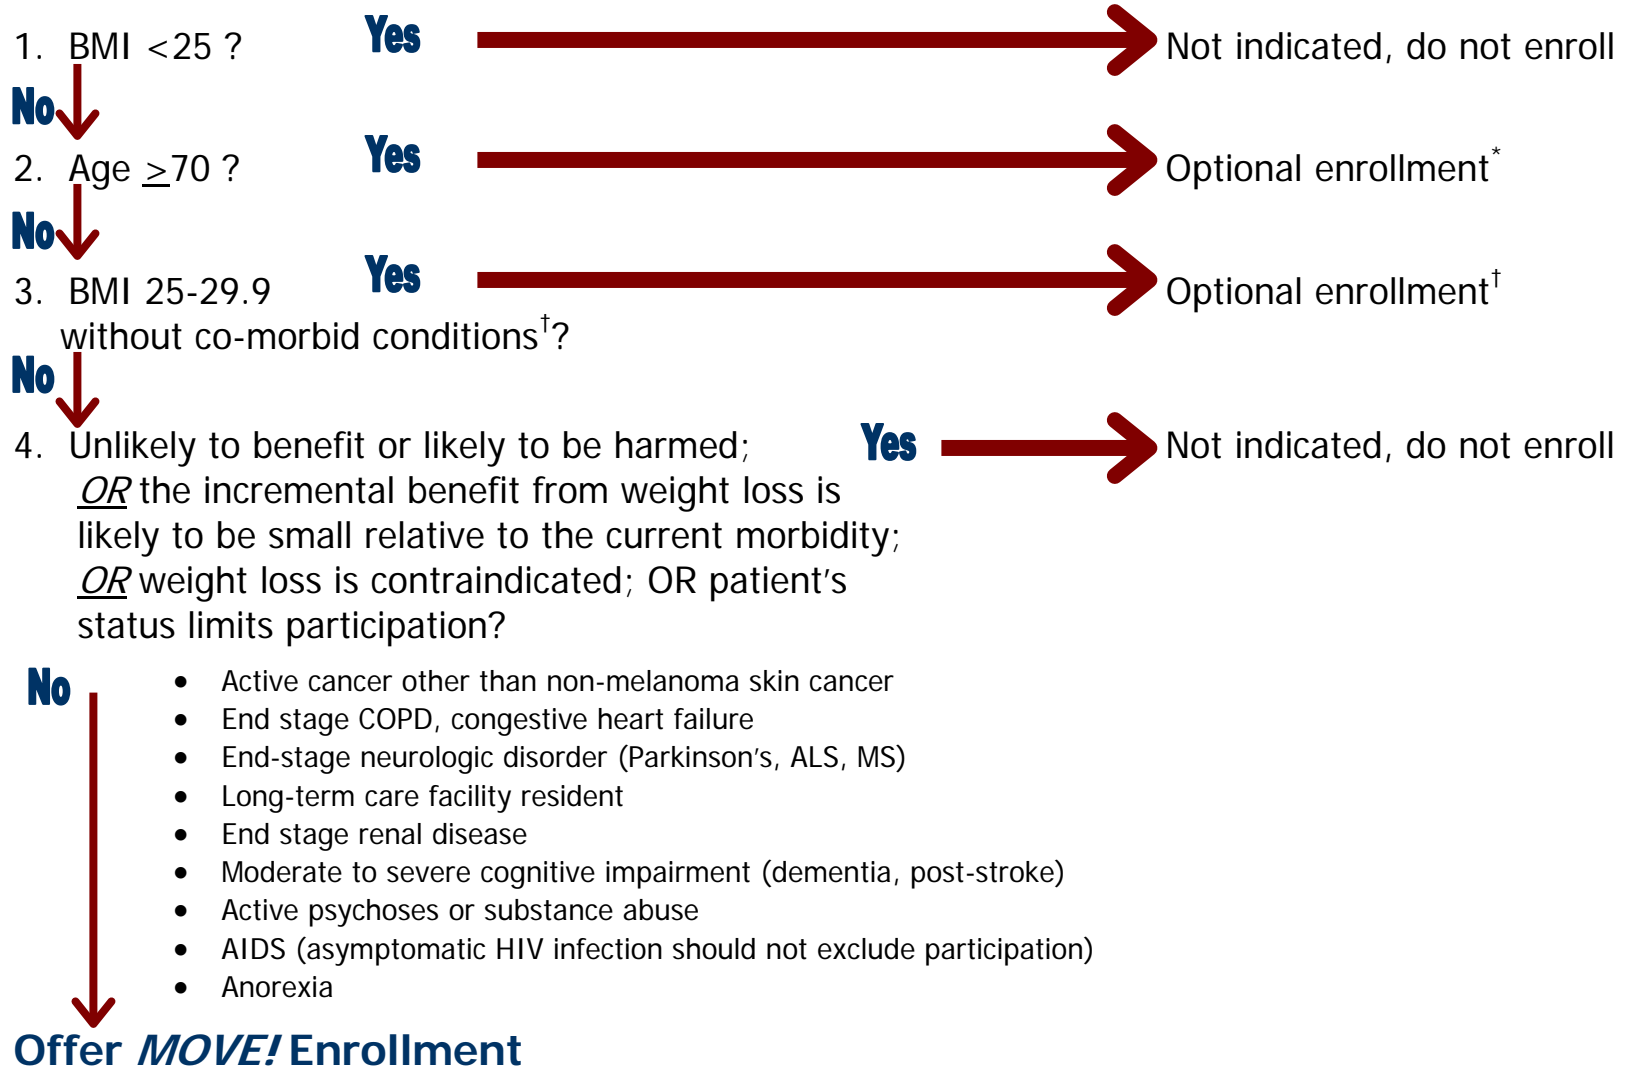 1. BMI <25 ? Yes Not indicated, do not enroll
No
2. Age ≥70 ? Yes Optional enrollment*
No
3. BMI 25-29.9 Yes Optional enrollment†
without co-morbid conditions†?
No
4. Unlikely to benefit or likely to be harmed; Yes Not indicated, do not enroll
OR the incremental benefit from weight loss is
likely to be small relative to the current morbidity;
OR weight loss is contraindicated; OR patient's
status limits participation?
No
• Active cancer other than non-melanoma skin cancer
• End stage COPD, congestive heart failure
• End-stage neurologic disorder (Parkinson's, ALS, MS)
• Long-term care facility resident
• End stage renal disease
• Moderate to severe cognitive impairment (dementia, post-stroke)
• Active psychoses or substance abuse
• AIDS (asymptomatic HIV infection should not exclude participation)
• Anorexia
Offer MOVE! Enrollment